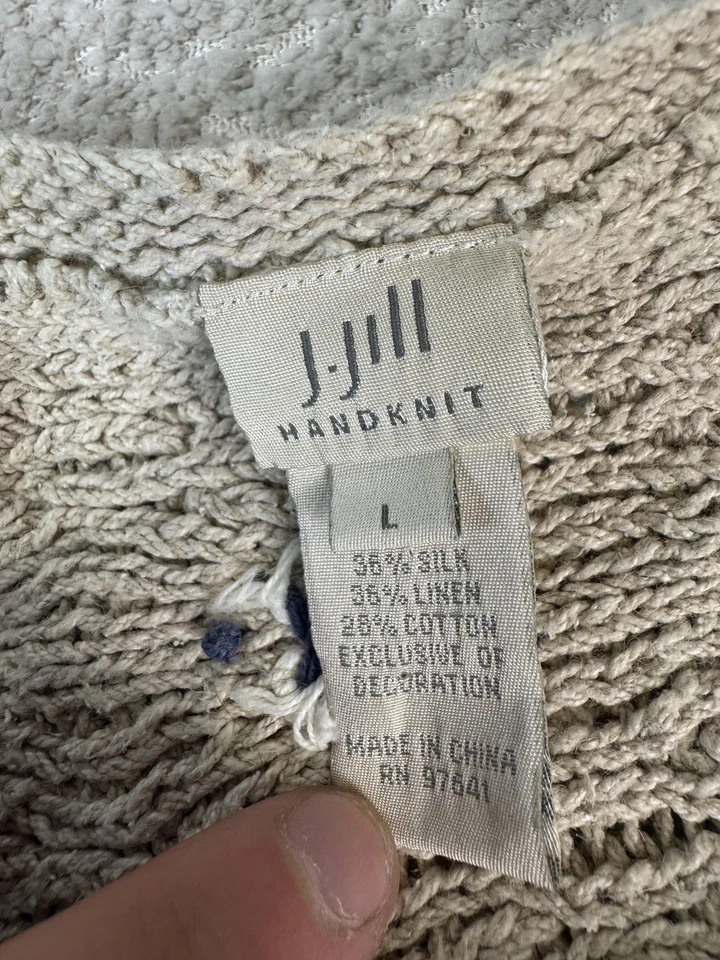 J.Jill
HANDKNIT
L
36% SILK
36% LINEN
28% COTTON
EXCLUSIVE OF
DECORATION
MADE IN CHINA
RN 97641